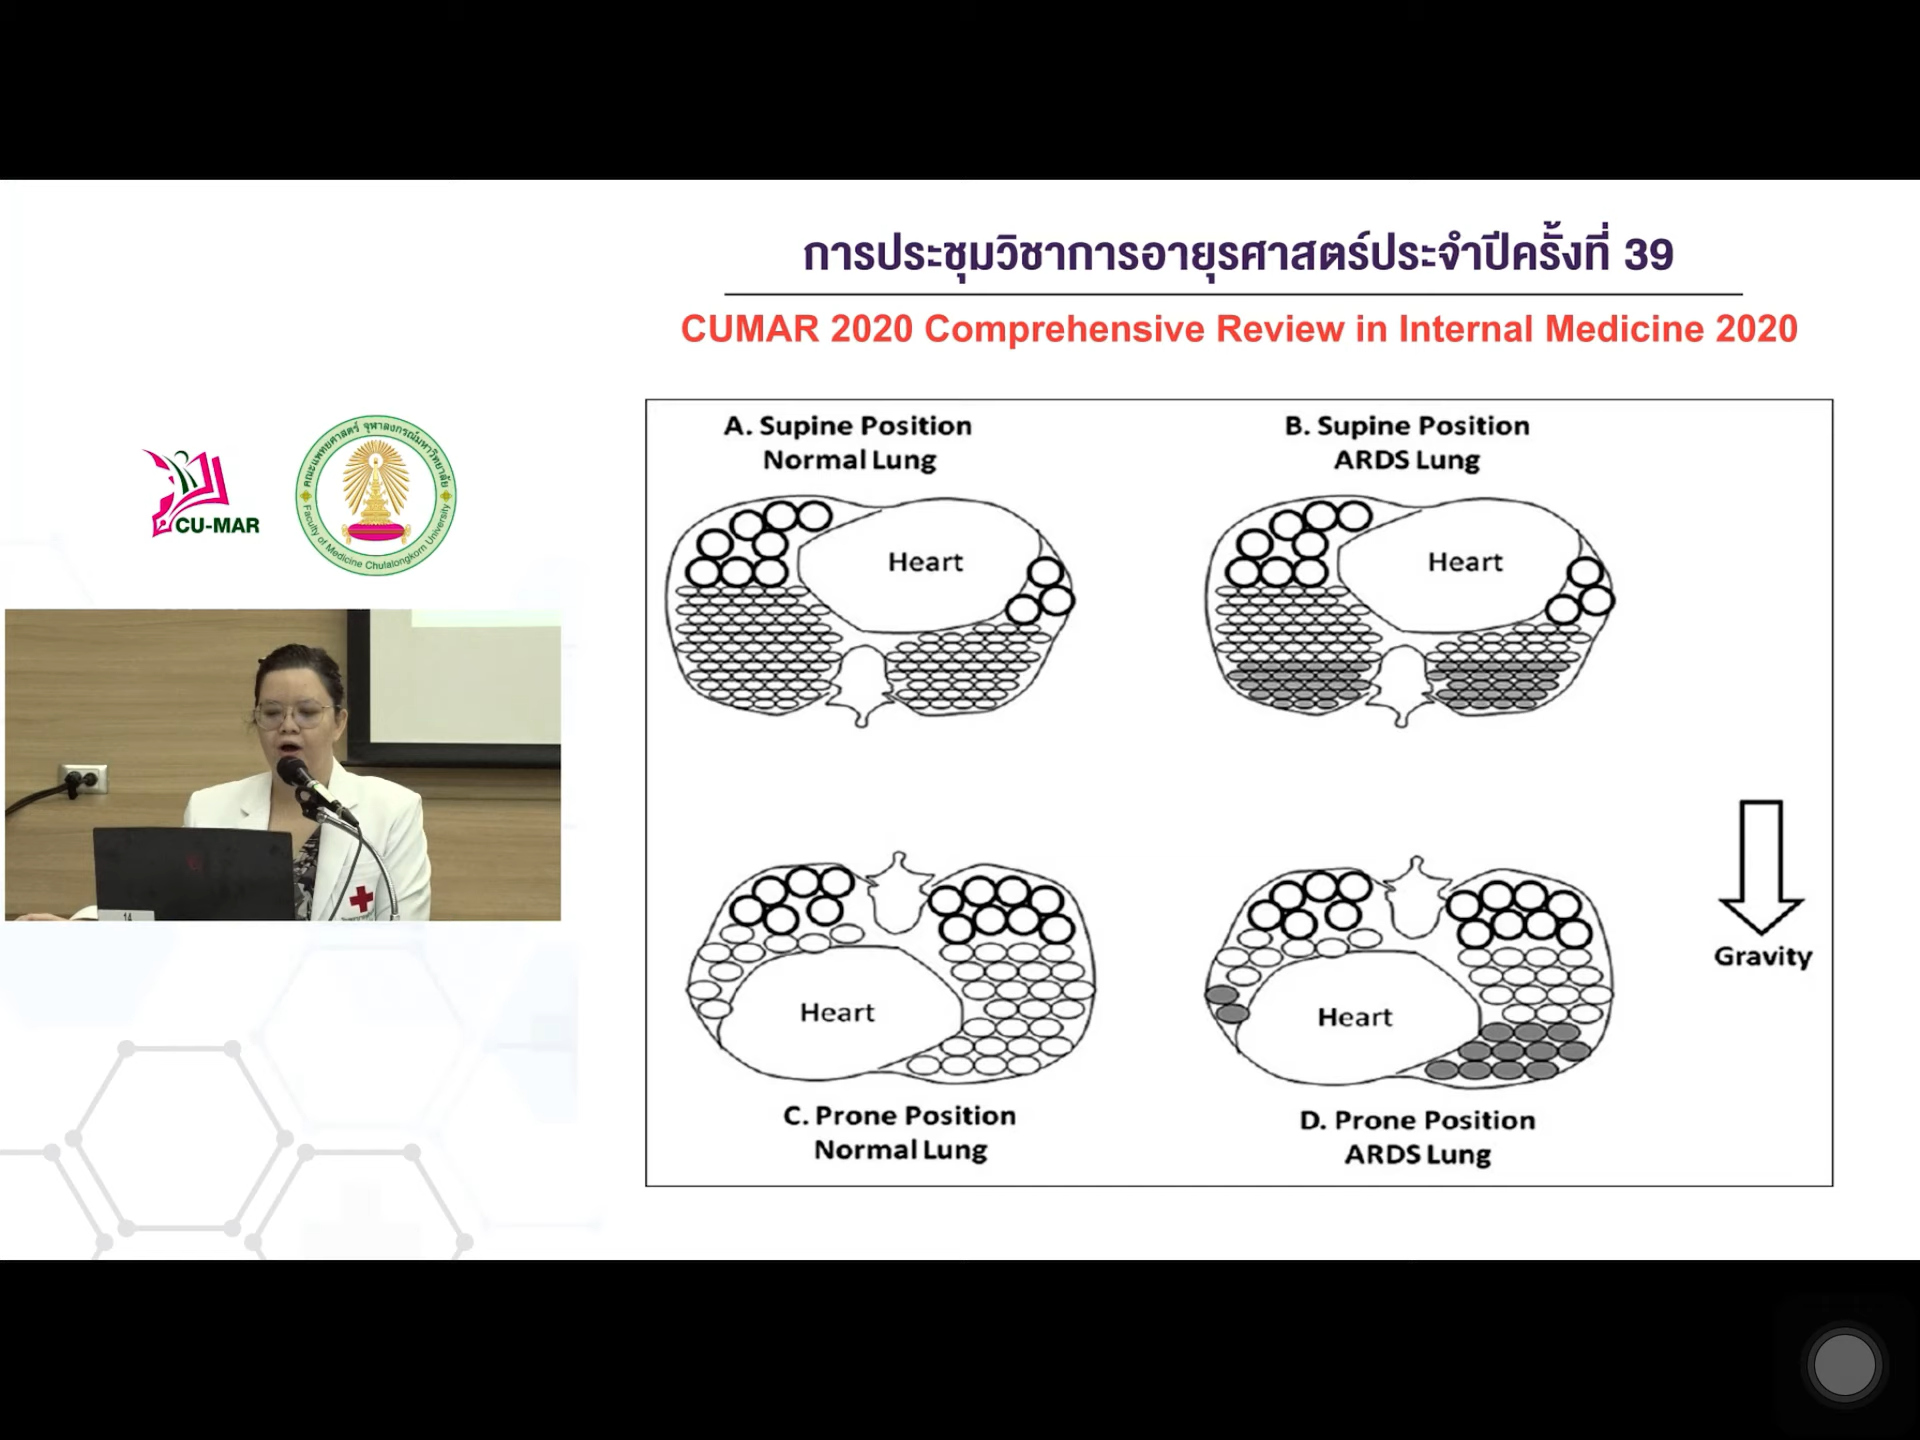 การประชุมวิชาการอายุรศาสตร์ประจำปีครั้งที่ 39
CUMAR 2020 Comprehensive Review in Internal Medicine 2020
CU-MAR
คณะแพทยศาสตร์ จุฬาลงกรณ์มหาวิทยาลัย
Faculty of Medicine Chulalongkorn University
A. Supine Position
Normal Lung
Heart
B. Supine Position
ARDS Lung
Heart
Heart
C. Prone Position
Normal Lung
Heart
D. Prone Position
ARDS Lung
Gravity
14